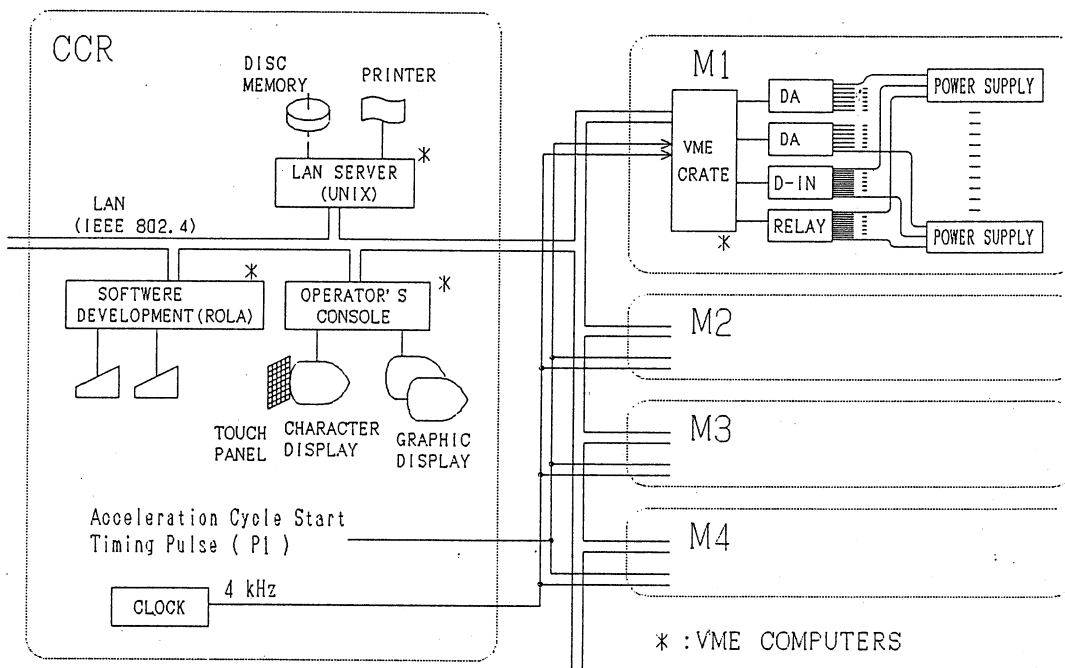 CCR
DISC
MEMORY
PRINTER
LAN SERVER
(UNIX)
*
LAN
(IEEE 802.4)
SOFTWERE
DEVELOPMENT(ROLA)
*
OPERATOR'S
CONSOLE
*
TOUCH
PANEL
CHARACTER
DISPLAY
GRAPHIC
DISPLAY
Acceleration Cycle Start
Timing Pulse ( P1 )
CLOCK
4 kHz
M1
VME
CRATE
*
DA
DA
D-IN
RELAY
POWER SUPPLY
POWER SUPPLY
M2
M3
M4
* :VME COMPUTERS